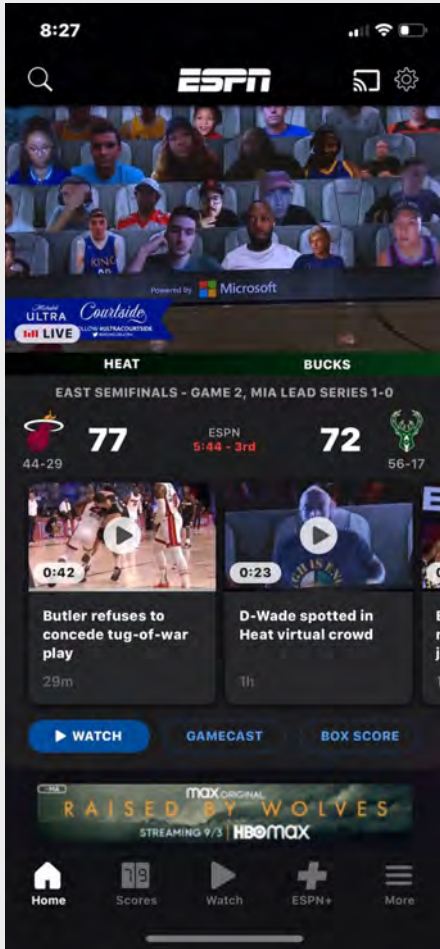 8:27
ESPN
KING
Powered by Microsoft
ULTRA Courtside
LIVE
HEAT BUCKS
EAST SEMIFINALS - GAME 2, MIA LEAD SERIES 1-0
77 ESPN 72
5:44 - 3rd
44-29 56-17
0:42 0:23
Butler refuses to D-Wade spotted in
concede tug-of-war Heat virtual crowd
play
29m 1h
WATCH GAMECAST BOX SCORE
max ORIGINAL
RAISED BY WOLVES
STREAMING 9/3 HBOmax
Home Scores Watch ESPN+ More